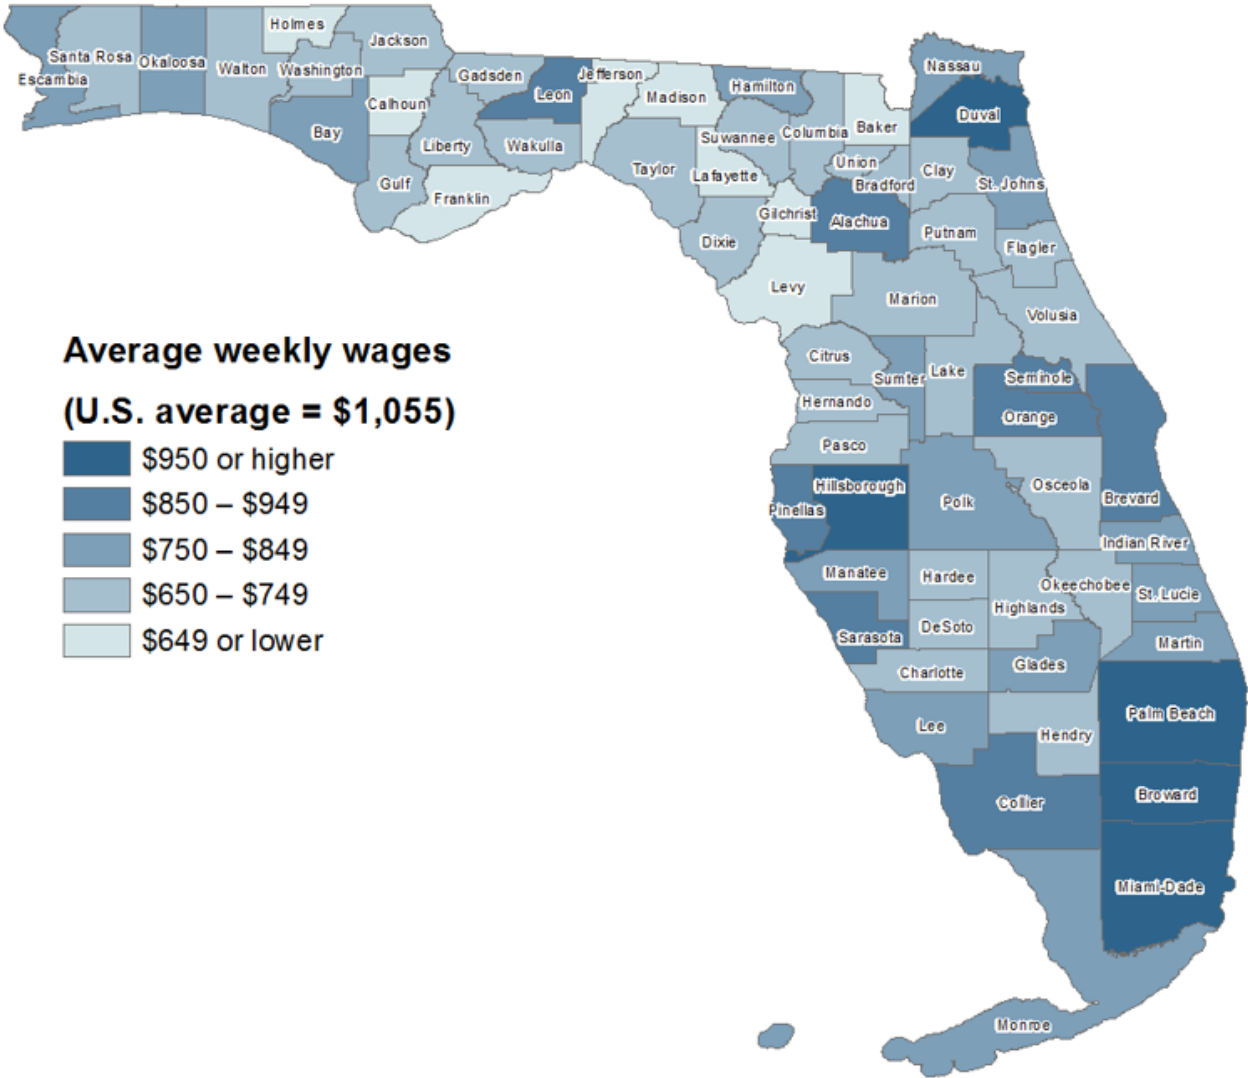 Holmes
Jackson
Santa Rosa
Okaloosa
Walton
Washington
Escambia
Gadsden
Jefferson
Leon
Madison
Hamilton
Nassau
Calhoun
Bay
Liberty
Wakulla
Suwannee
Columbia
Baker
Duval
Gulf
Franklin
Taylor
Lafayette
Union
Bradford
Clay
St. Johns
Dixie
Gilchrist
Alachua
Putnam
Flagler
Levy
Marion
Volusia
Average weekly wages
(U.S. average = $1,055)
$950 or higher
$850 – $949
$750 – $849
$650 – $749
$649 or lower
Citrus
Sumter
Lake
Seminole
Hernando
Orange
Pasco
Hillsborough
Pinellas
Polk
Osceola
Brevard
Indian River
Manatee
Hardee
Okeechobee
St. Lucie
Highlands
Sarasota
DeSoto
Martin
Charlotte
Glades
Lee
Hendry
Palm Beach
Collier
Broward
Miami-Dade
Monroe